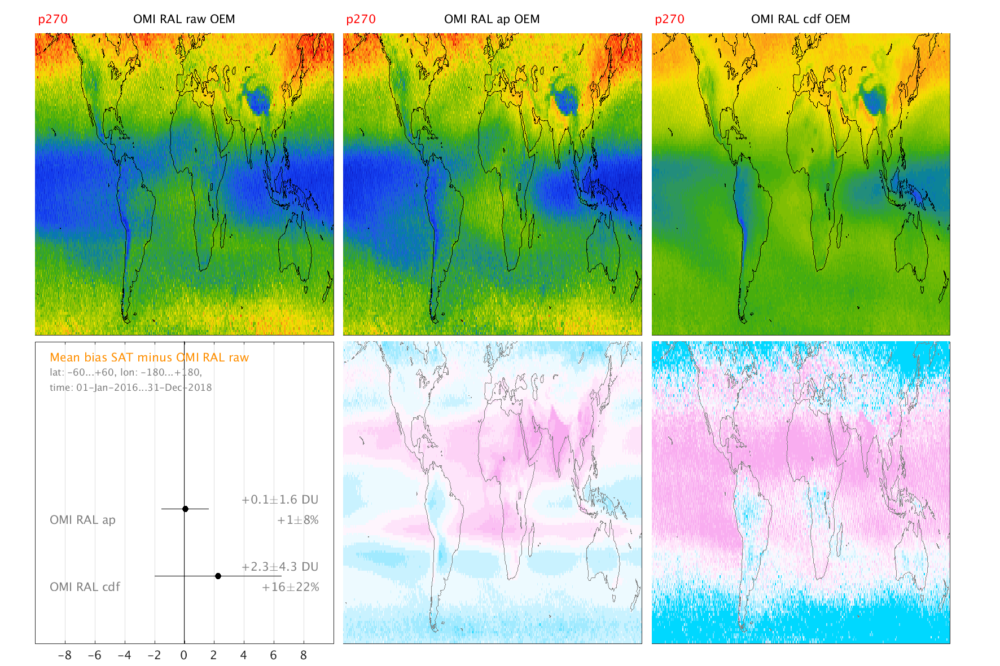 p270 OMI RAL raw OEM
p270 OMI RAL ap OEM
p270 OMI RAL cdf OEM
Mean bias SAT minus OMI RAL raw
lat: −60...+60, lon: −180...+180,
time: 01−Jan−2016...31−Dec−2018
+0.1±1.6 DU
OMI RAL ap +1±8%
+2.3±4.3 DU
OMI RAL cdf +16±22%
−8 −6 −4 −2 0 2 4 6 8